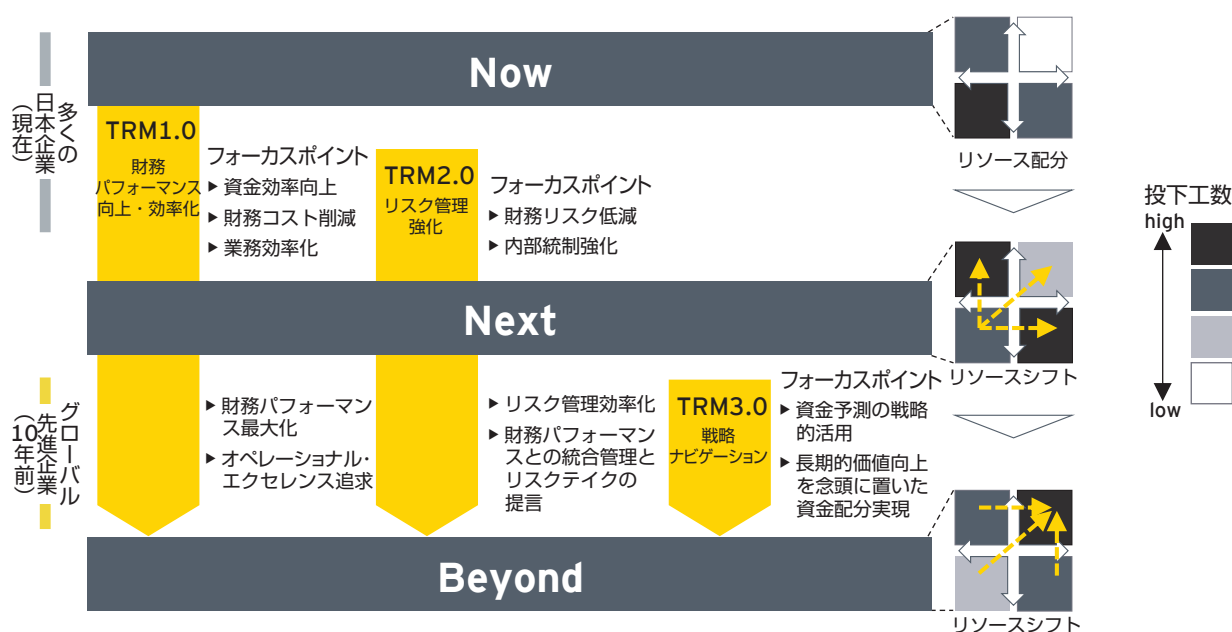 多くの
日本企業
(現在)
Now
TRM1.0
財務
パフォーマンス
向上・効率化
フォーカスポイント
▶ 資金効率向上
▶ 財務コスト削減
▶ 業務効率化
TRM2.0
リスク管理
強化
フォーカスポイント
▶ 財務リスク低減
▶ 内部統制強化
リソース配分
投下工数
high
low
Next
リソースシフト
グローバル
先進企業
(10年前)
▶ 財務パフォーマン
ス最大化
▶ オペレーショナル・
エクセレンス追求
▶ リスク管理効率化
▶ 財務パフォーマン
スとの統合管理と
リスクテイクの
提言
TRM3.0
戦略
ナビゲーション
フォーカスポイント
▶ 資金予測の戦略
的活用
▶ 長期的価値向上
を念頭に置いた
資金配分実現
Beyond
リソースシフト